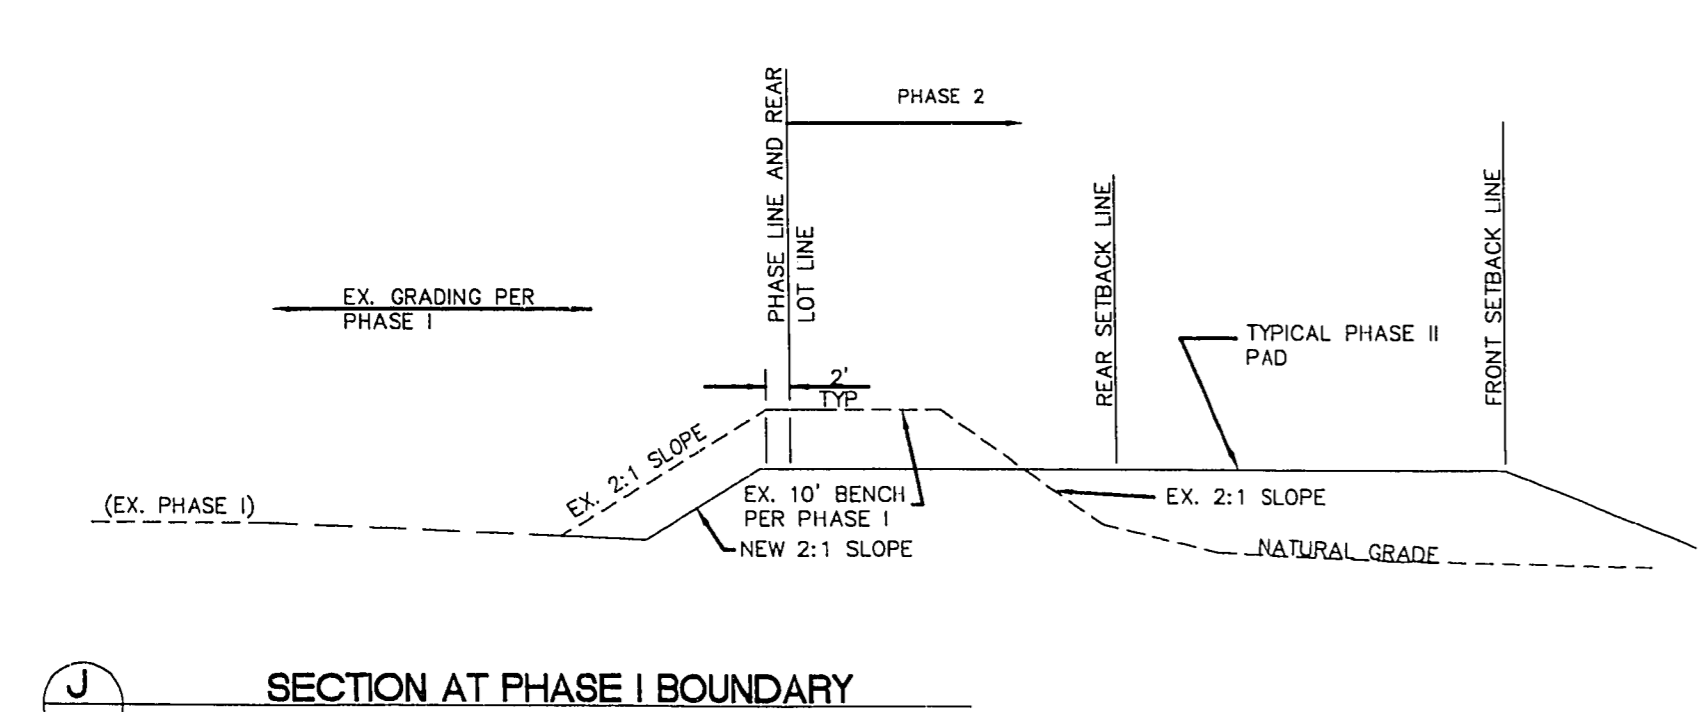 PHASE 2
PHASE LINE AND REAR
LOT LINE
REAR SETBACK LINE
FRONT SETBACK LINE
EX. GRADING PER
PHASE I
TYPICAL PHASE II
PAD
2'
TYP
EX. 2:1 SLOPE
(EX. PHASE I)
EX. 10' BENCH
PER PHASE I
NEW 2:1 SLOPE
EX. 2:1 SLOPE
NATURAL GRADE
J
SECTION AT PHASE I BOUNDARY